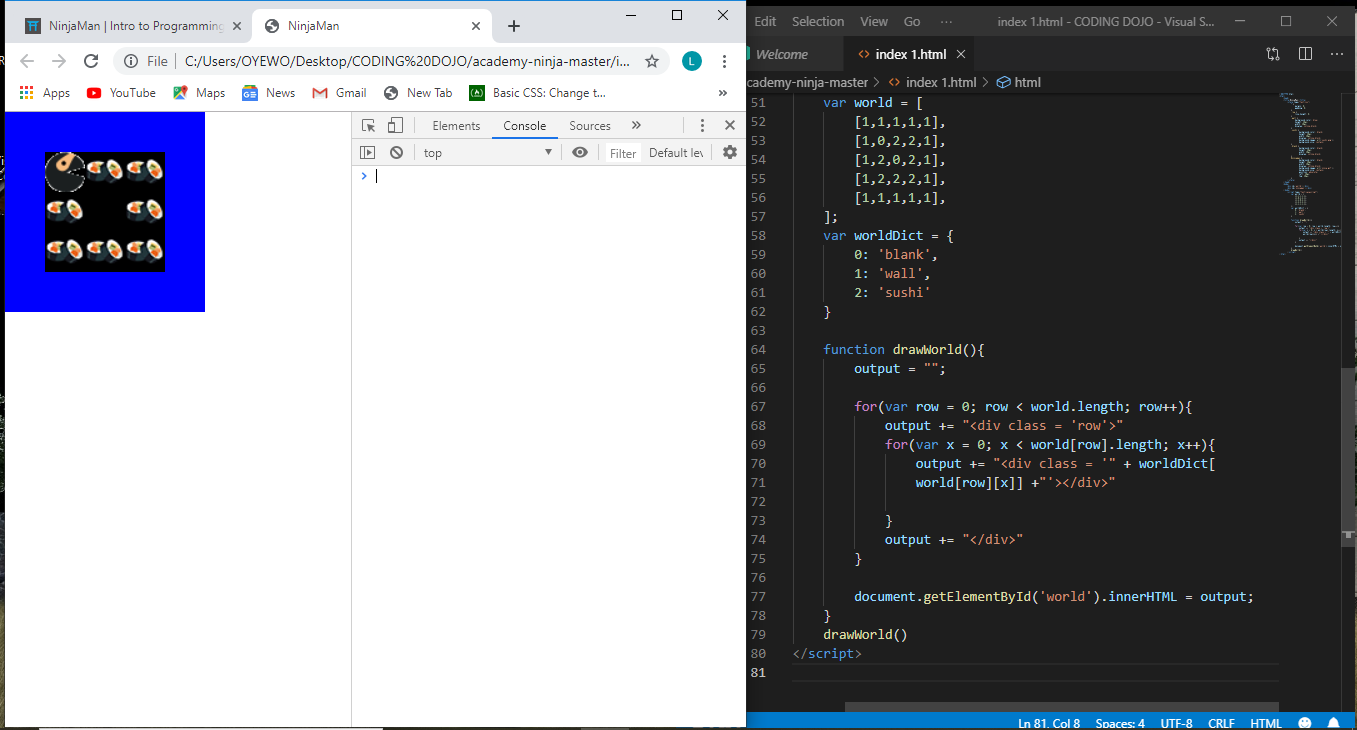 NinjaMan | Intro to Programming
NinjaMan
File
C:/Users/OYEWO/Desktop/CODING%20DOJO/academy-ninja-master/i...
L
Apps
YouTube
Maps
News
Gmail
New Tab
Basic CSS: Change t...
»
Elements
Console
Sources
»
top
Filter
Default lev
>
Edit Selection View Go ... index 1.html - CODING DOJO - Visual S...
Welcome
index 1.html
cademy-ninja-master > index 1.html > html
51 var world = [
52 [1,1,1,1,1],
53 [1,0,2,2,1],
54 [1,2,0,2,1],
55 [1,2,2,2,1],
56 [1,1,1,1,1],
57 ];
58 var worldDict = {
59 0: 'blank',
60 1: 'wall',
61 2: 'sushi'
62 }
63
64 function drawWorld(){
65 output = "";
66
67 for(var row = 0; row < world.length; row++){
68 output += "<div class = 'row'>"
69 for(var x = 0; x < world[row].length; x++){
70 output += "<div class = '" + worldDict[
71 world[row][x]] +"'></div>"
72
73 }
74 output += "</div>"
75 }
76
77 document.getElementById('world').innerHTML = output;
78 }
79 drawWorld()
80 </script>
81
Ln 81, Col 8 Spaces: 4 UTF-8 CRLF HTML